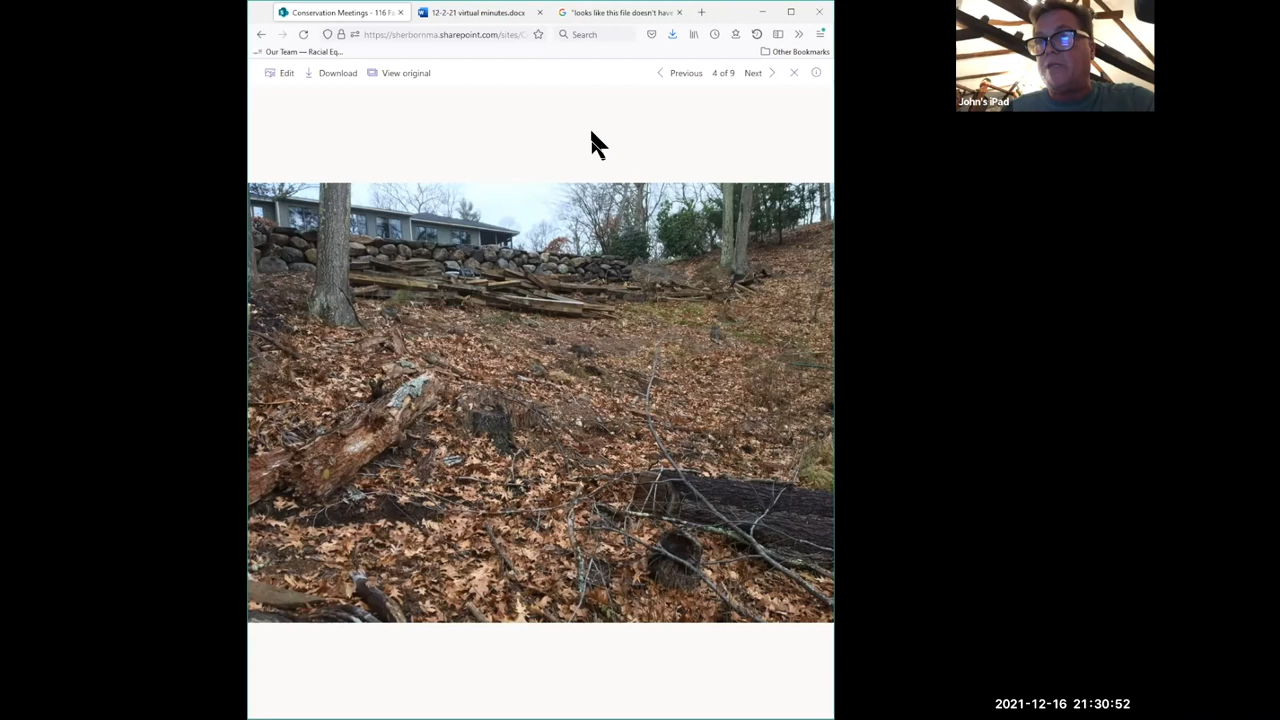 Conservation Meetings - 116 Fa
12-2-21 virtual minutes.docx
"looks like this file doesn't have
https://sherbornma.sharepoint.com/sites/
Search
Our Team — Racial Eq...
Other Bookmarks
Edit
Download
View original
Previous
4 of 9
Next
John's iPad
2021-12-16 21:30:52